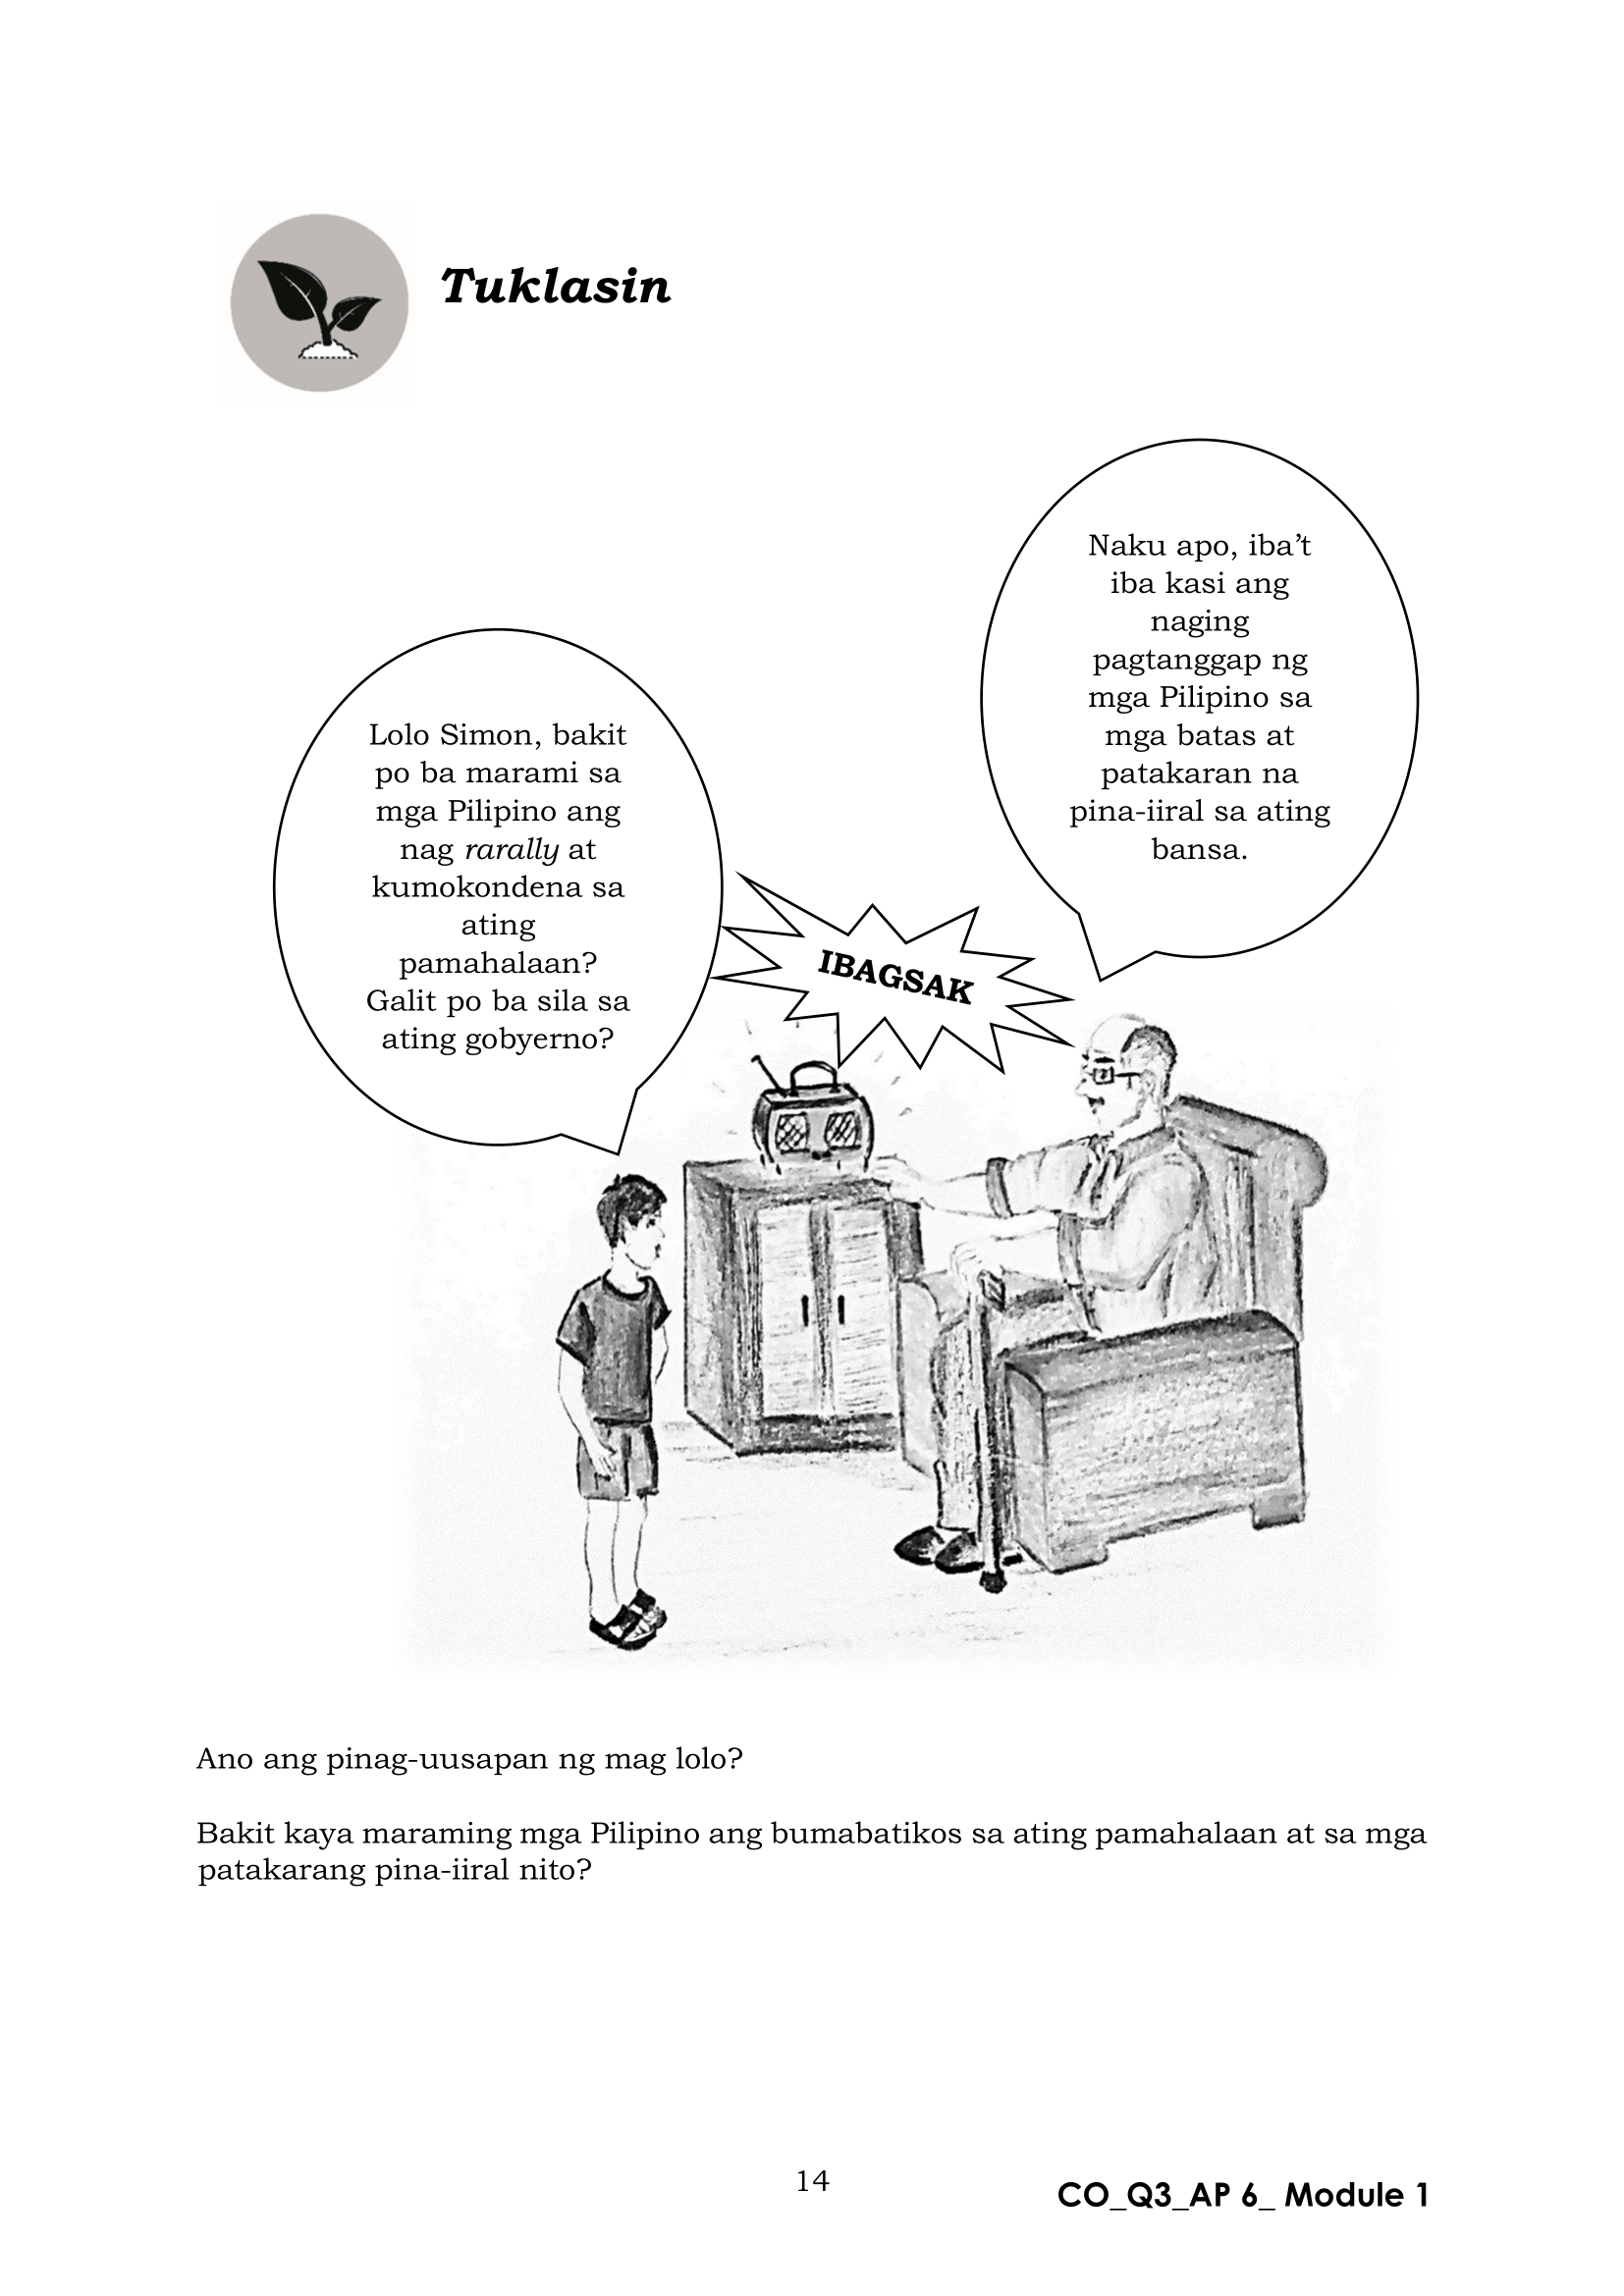 Tuklasin
Naku apo, iba’t
iba kasi ang
naging
pagtanggap ng
mga Pilipino sa
mga batas at
patakaran na
pina-iiral sa ating
bansa.
Lolo Simon, bakit
po ba marami sa
mga Pilipino ang
nag rarally at
kumokondena sa
ating
pamahalaan?
Galit po ba sila sa
ating gobyerno?
IBAGSAK
Ano ang pinag-uusapan ng mag lolo?
Bakit kaya maraming mga Pilipino ang bumabatikos sa ating pamahalaan at sa mga
patakarang pina-iiral nito?
14
CO_Q3_AP 6_ Module 1